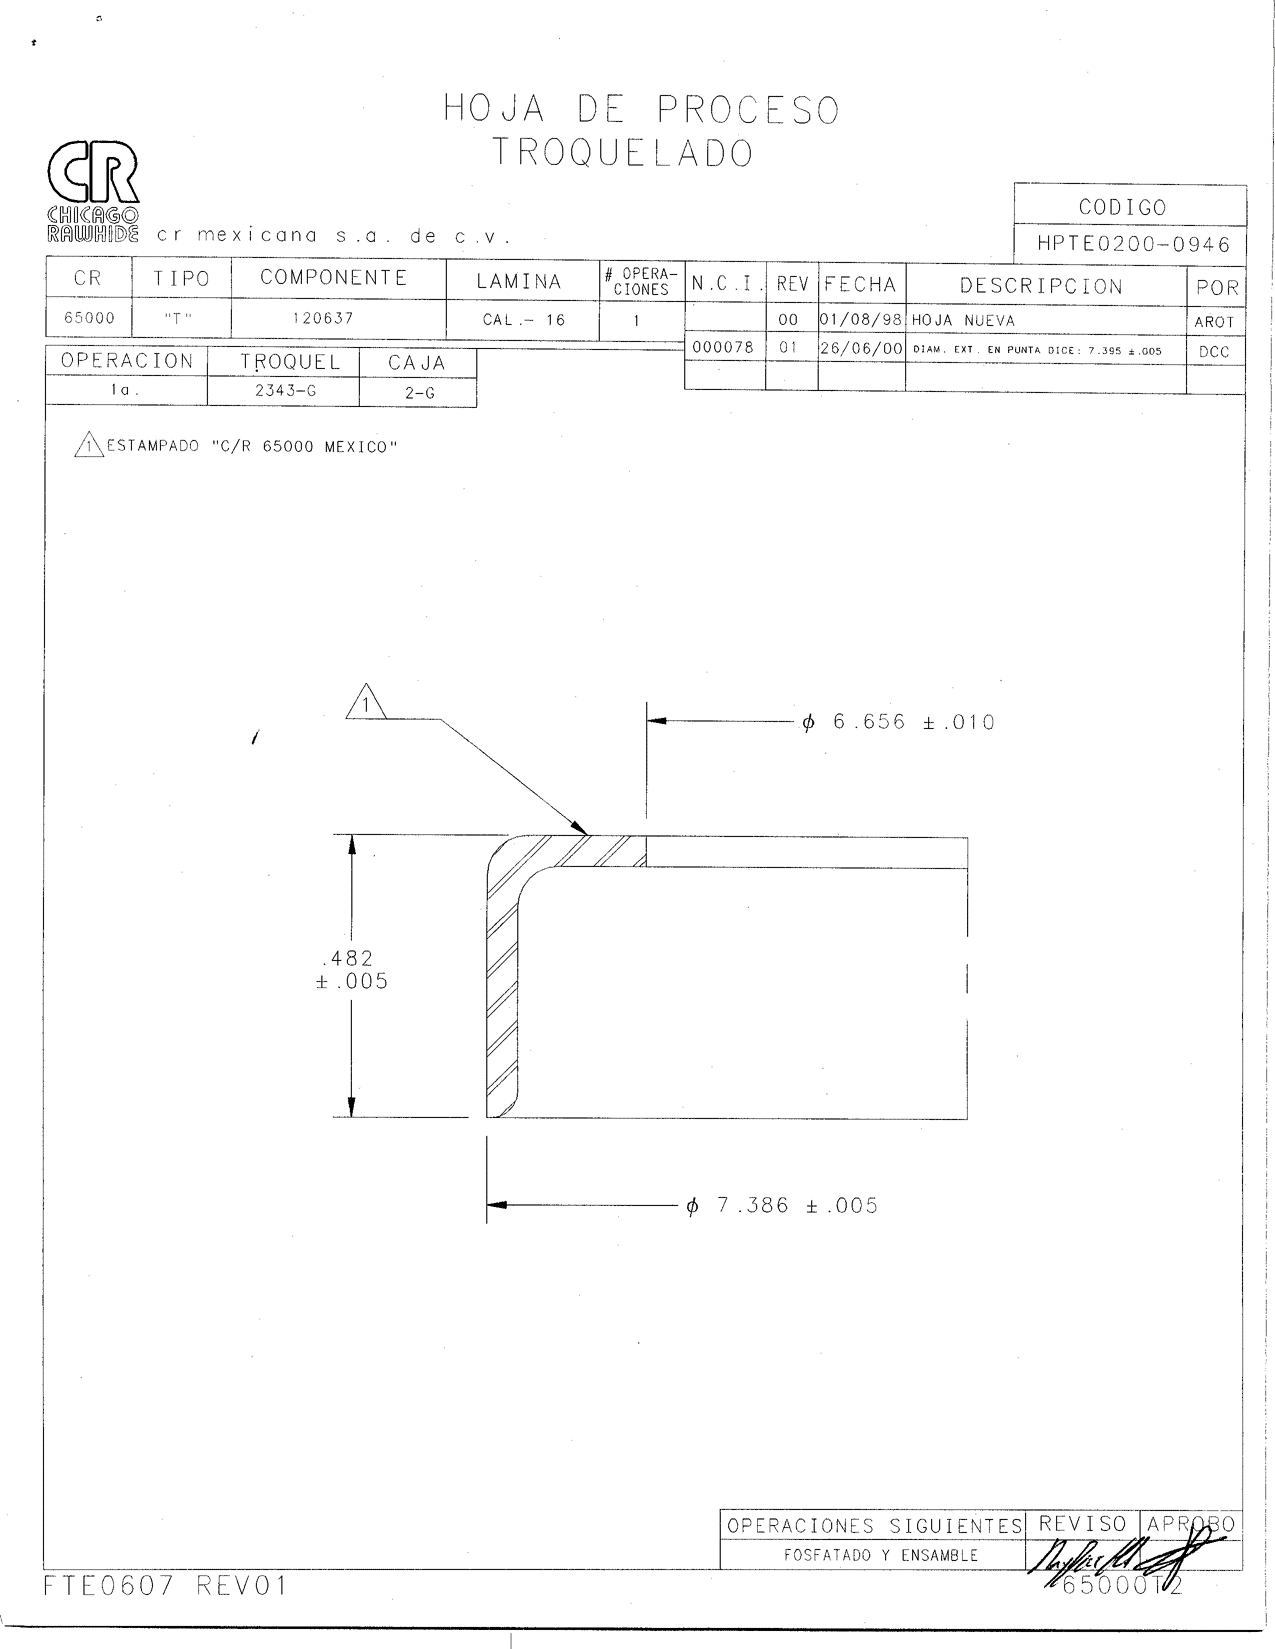 HOJA DE PROCESO
TROQUELADO
CR
CHICAGO
RAWHIDE
cr mexicana s.a. de c.v.
CODIGO
HPTE0200-0946
CR TIPO COMPONENTE LAMINA # OPERA-
CIONES
65000 "T" 120637 CAL.- 16 1
N.C.I. REV FECHA DESCRIPCION POR
00 01/08/98 HOJA NUEVA AROT
000078 01 26/06/00 DIAM. EXT. EN PUNTA DICE: 7.395 ±.005 DCC
OPERACION TROQUEL CAJA
1a. 2343-G 2-G
1 ESTAMPADO "C/R 65000 MEXICO"
1
ϕ 6.656 ±.010
.482
±.005
ϕ 7.386 ±.005
OPERACIONES SIGUIENTES REVISO APROBO
FOSFATADO Y ENSAMBLE
FTE0607 REV01
65000T2